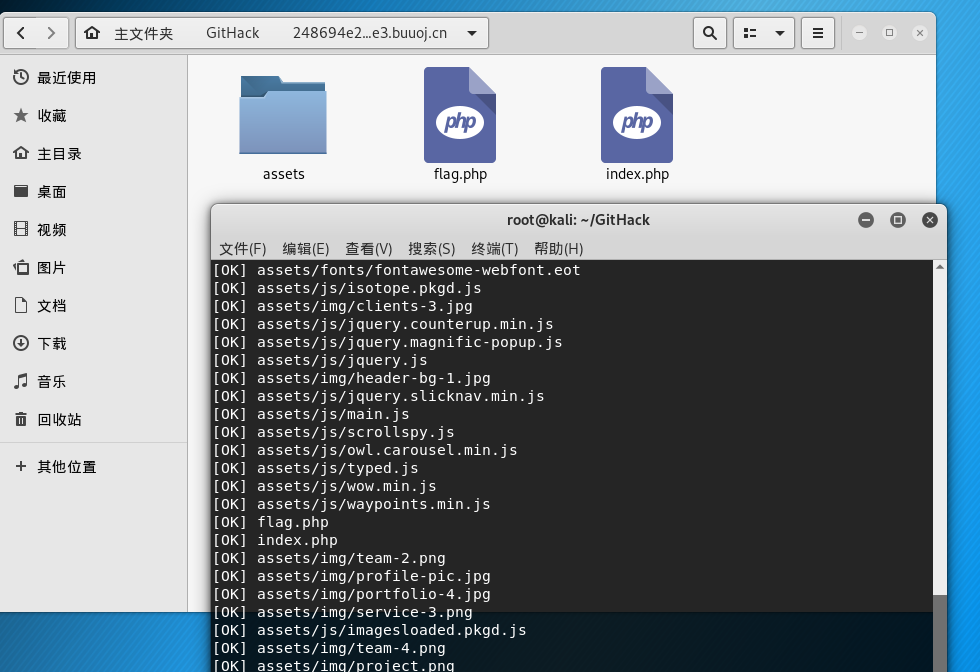 主文件夹 GitHack 248694e2...e3.buuoj.cn
最近使用
收藏
主目录
桌面
视频
图片
文档
下载
音乐
回收站
其他位置
php php
assets flag.php index.php
root@kali: ~/GitHack
文件(F) 编辑(E) 查看(V) 搜索(S) 终端(T) 帮助(H)
[OK] assets/fonts/fontawesome-webfont.eot
[OK] assets/js/isotope.pkgd.js
[OK] assets/img/clients-3.jpg
[OK] assets/js/jquery.counterup.min.js
[OK] assets/js/jquery.magnific-popup.js
[OK] assets/js/jquery.js
[OK] assets/img/header-bg-1.jpg
[OK] assets/js/jquery.slicknav.min.js
[OK] assets/js/main.js
[OK] assets/js/scrollspy.js
[OK] assets/js/owl.carousel.min.js
[OK] assets/js/typed.js
[OK] assets/js/wow.min.js
[OK] assets/js/waypoints.min.js
[OK] flag.php
[OK] index.php
[OK] assets/img/team-2.png
[OK] assets/img/profile-pic.jpg
[OK] assets/img/portfolio-4.jpg
[OK] assets/img/service-3.png
[OK] assets/js/imagesloaded.pkgd.js
[OK] assets/img/team-4.png
[OK] assets/img/project.png